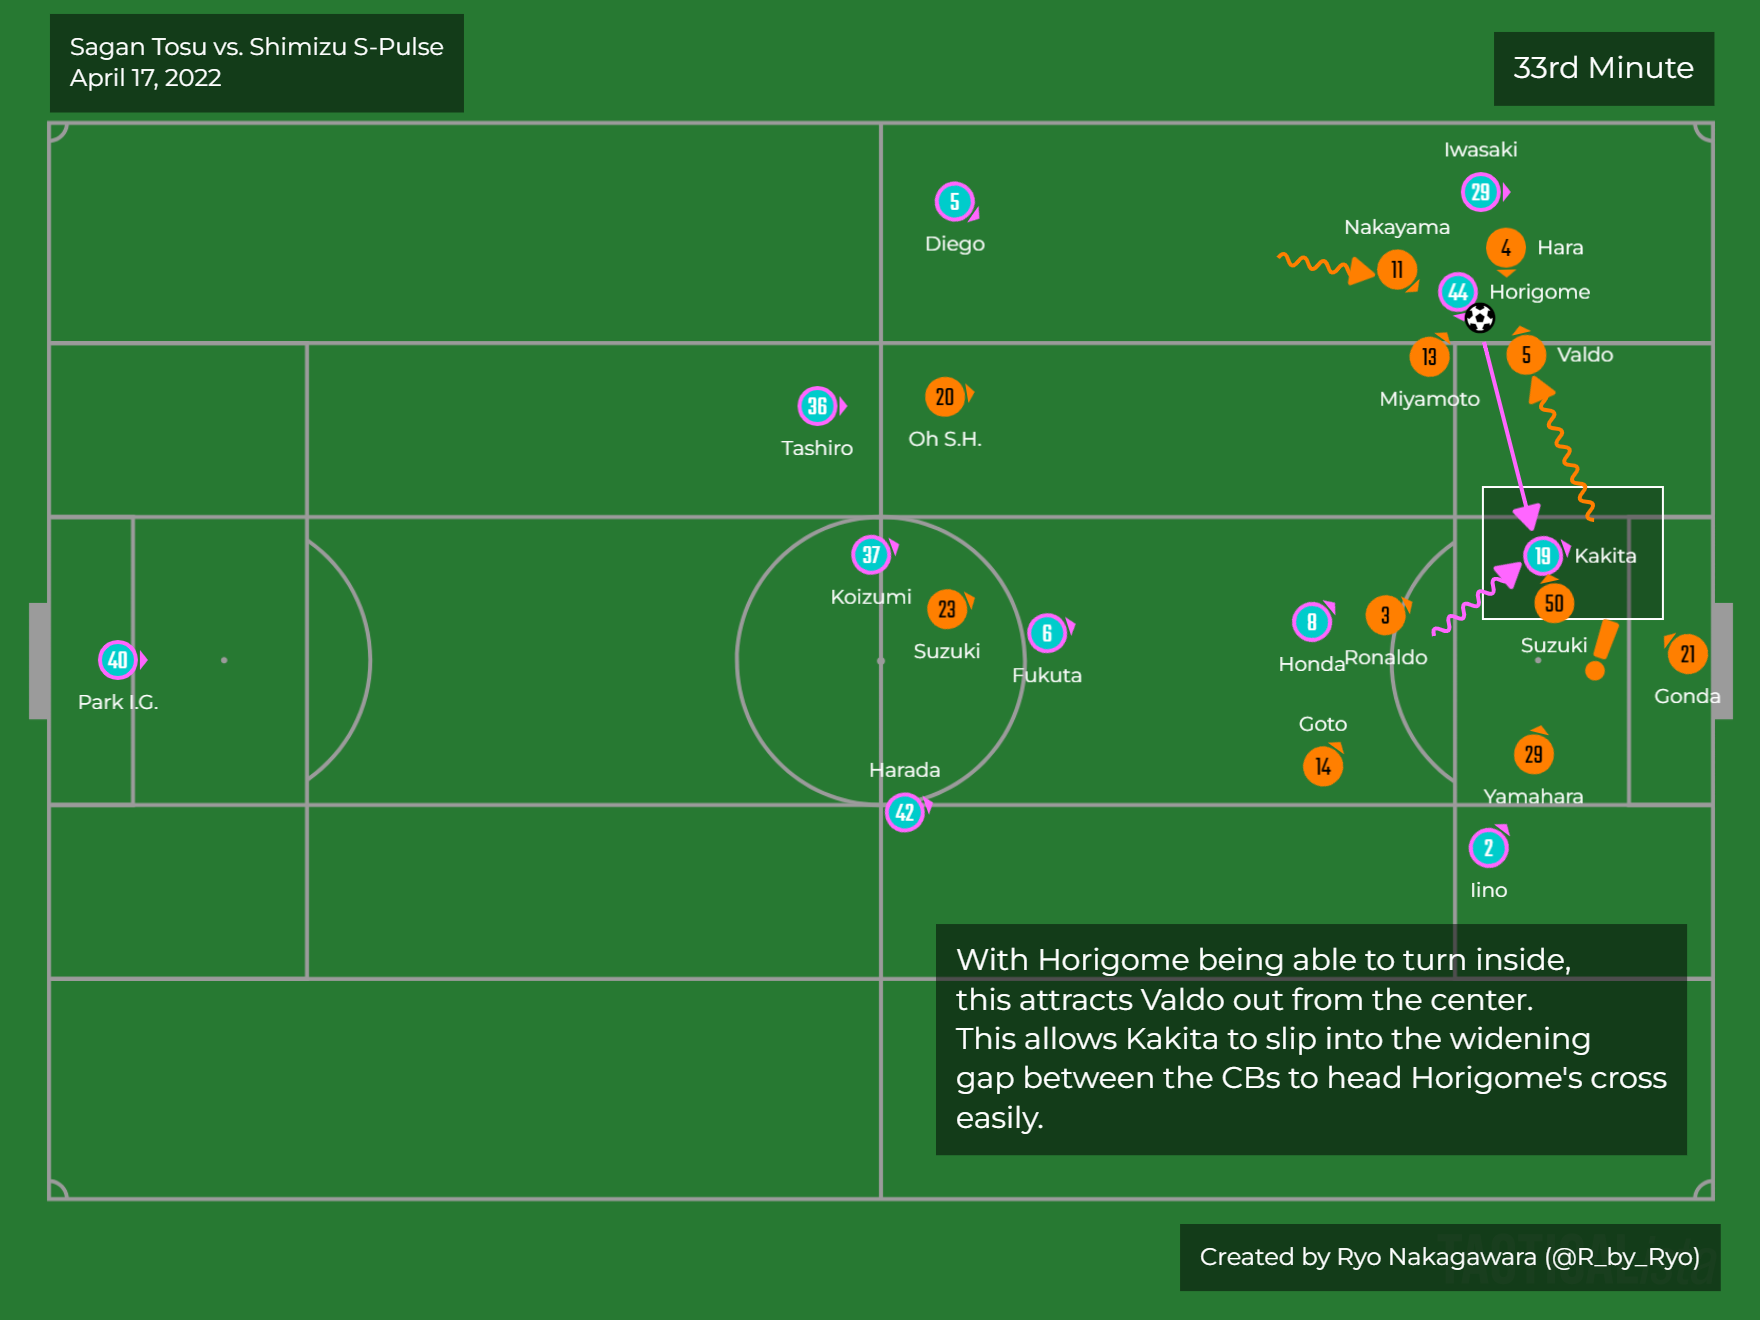 Sagan Tosu vs. Shimizu S-Pulse
April 17, 2022
33rd Minute
Iwasaki
29
5
Diego
Nakayama
11
4 Hara
44 Horigome
13
Miyamoto
5 Valdo
36
Tashiro
20
Oh S.H.
37
Koizumi
23
Suzuki
6
Fukuta
19 Kakita
50
Suzuki
8
Honda
3
Ronaldo
40
Park I.G.
21
Gonda
Goto
14
29
Yamahara
Harada
42
2
Iino
With Horigome being able to turn inside,
this attracts Valdo out from the center.
This allows Kakita to slip into the widening
gap between the CBs to head Horigome's cross
easily.
Created by Ryo Nakagawara (@R_by_Ryo)